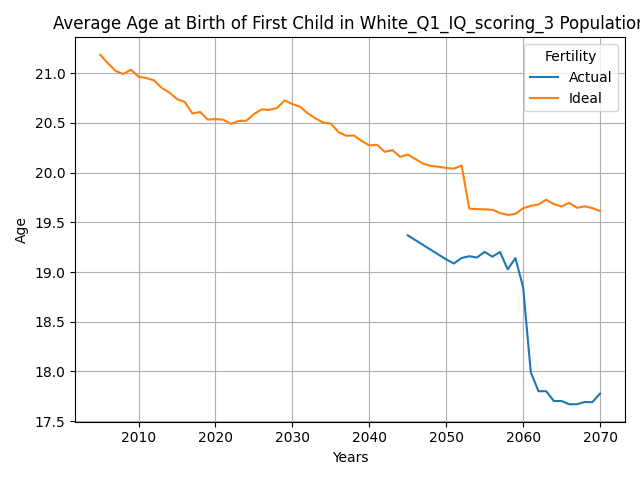 Average Age at Birth of First Child in White_Q1_IQ_scoring_3 Population
Fertility
Actual
Ideal
21.0
20.5
20.0
19.5
19.0
18.5
18.0
17.5
Age
2010 2020 2030 2040 2050 2060 2070
Years